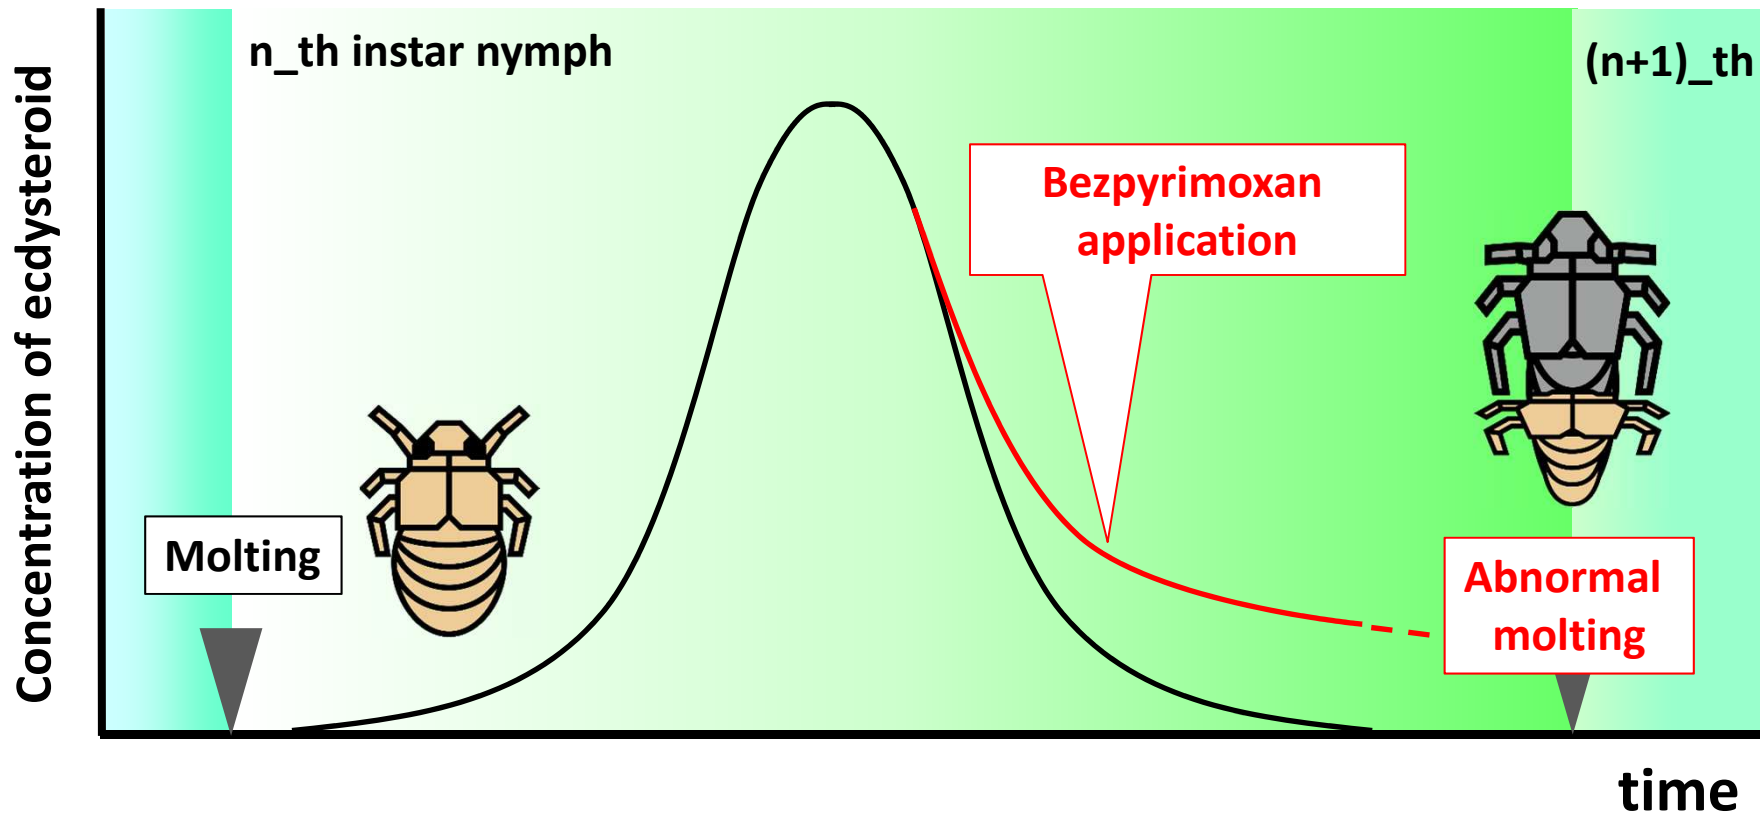 n_th instar nymph
(n+1)_th
Concentration of ecdysteroid
Bezpyrimoxan
application
Molting
Abnormal
molting
time